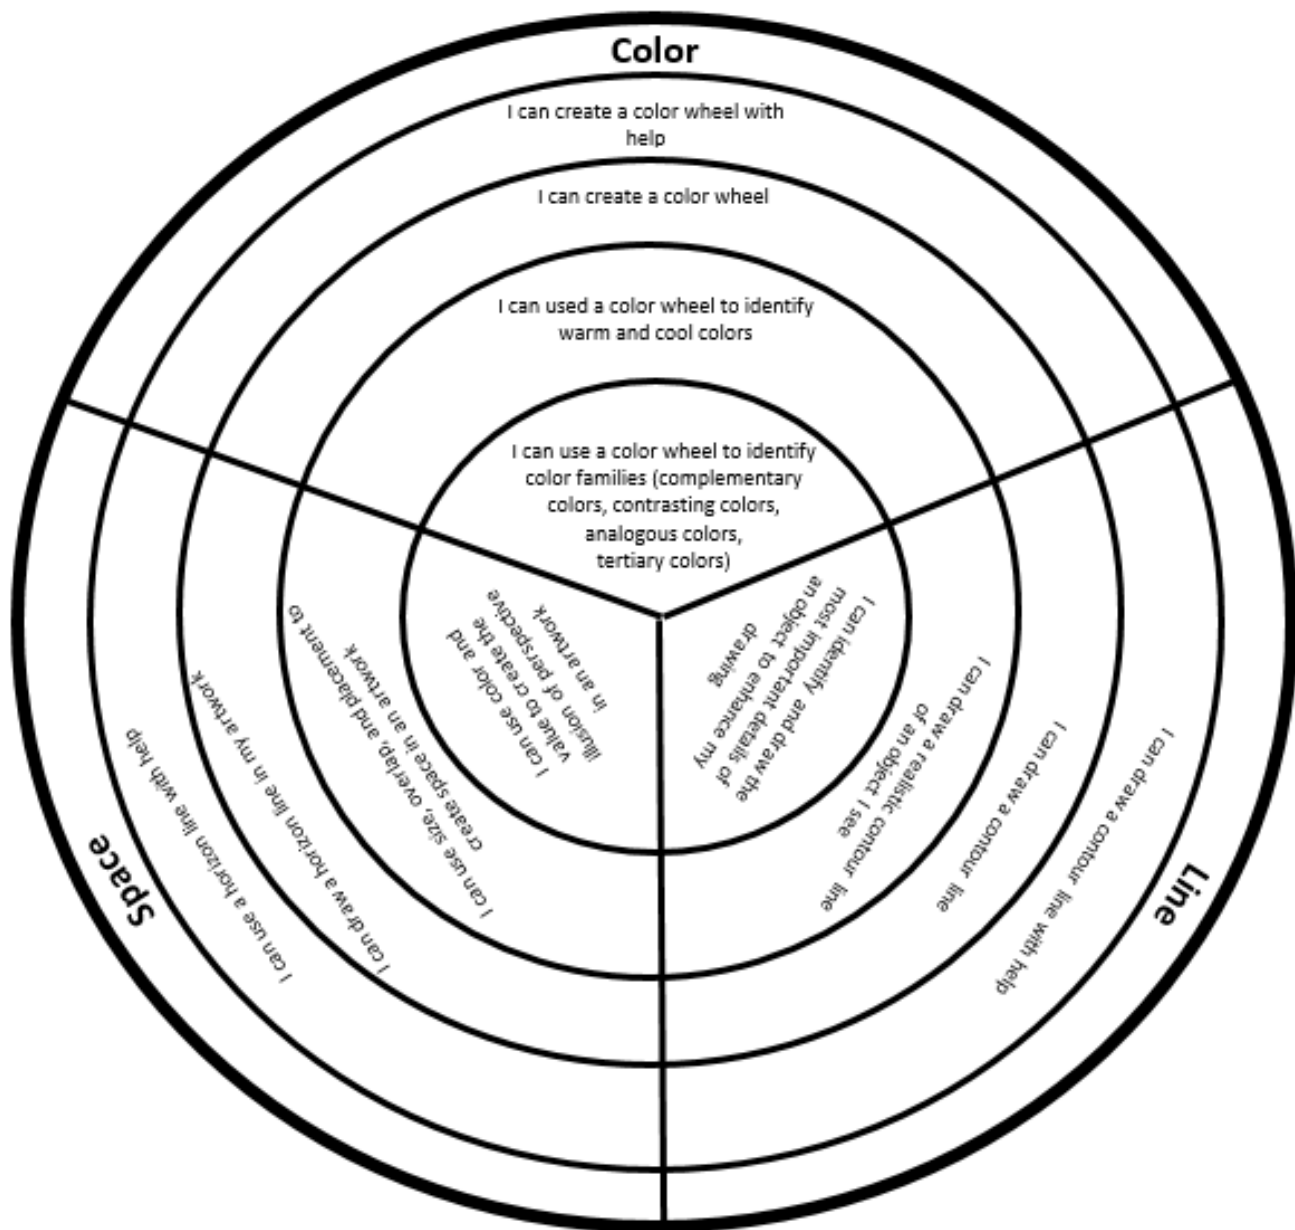 Color
I can create a color wheel with
help
I can create a color wheel
I can used a color wheel to identify
warm and cool colors
I can use a color wheel to identify
color families (complementary
colors, contrasting colors,
analogous colors,
tertiary colors)
Line
I can draw a contour line with help
I can draw a contour line
I can draw a realistic contour line
of an object I see
I can identify and draw the
most important details of
an object to enhance my
drawing
Space
I can use a horizon line with help
I can draw a horizon line in my artwork
I can use size, overlap, and placement to
create space in an artwork
I can use color and
value to create the
illusion of perspective
in an artwork